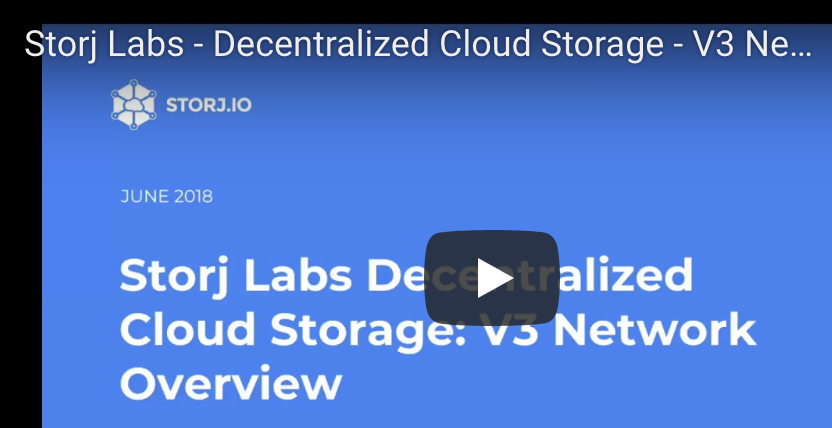 Storj Labs - Decentralized Cloud Storage - V3 Ne...
STORJ.IO
JUNE 2018
Storj Labs Decentralized
Cloud Storage: V3 Network
Overview